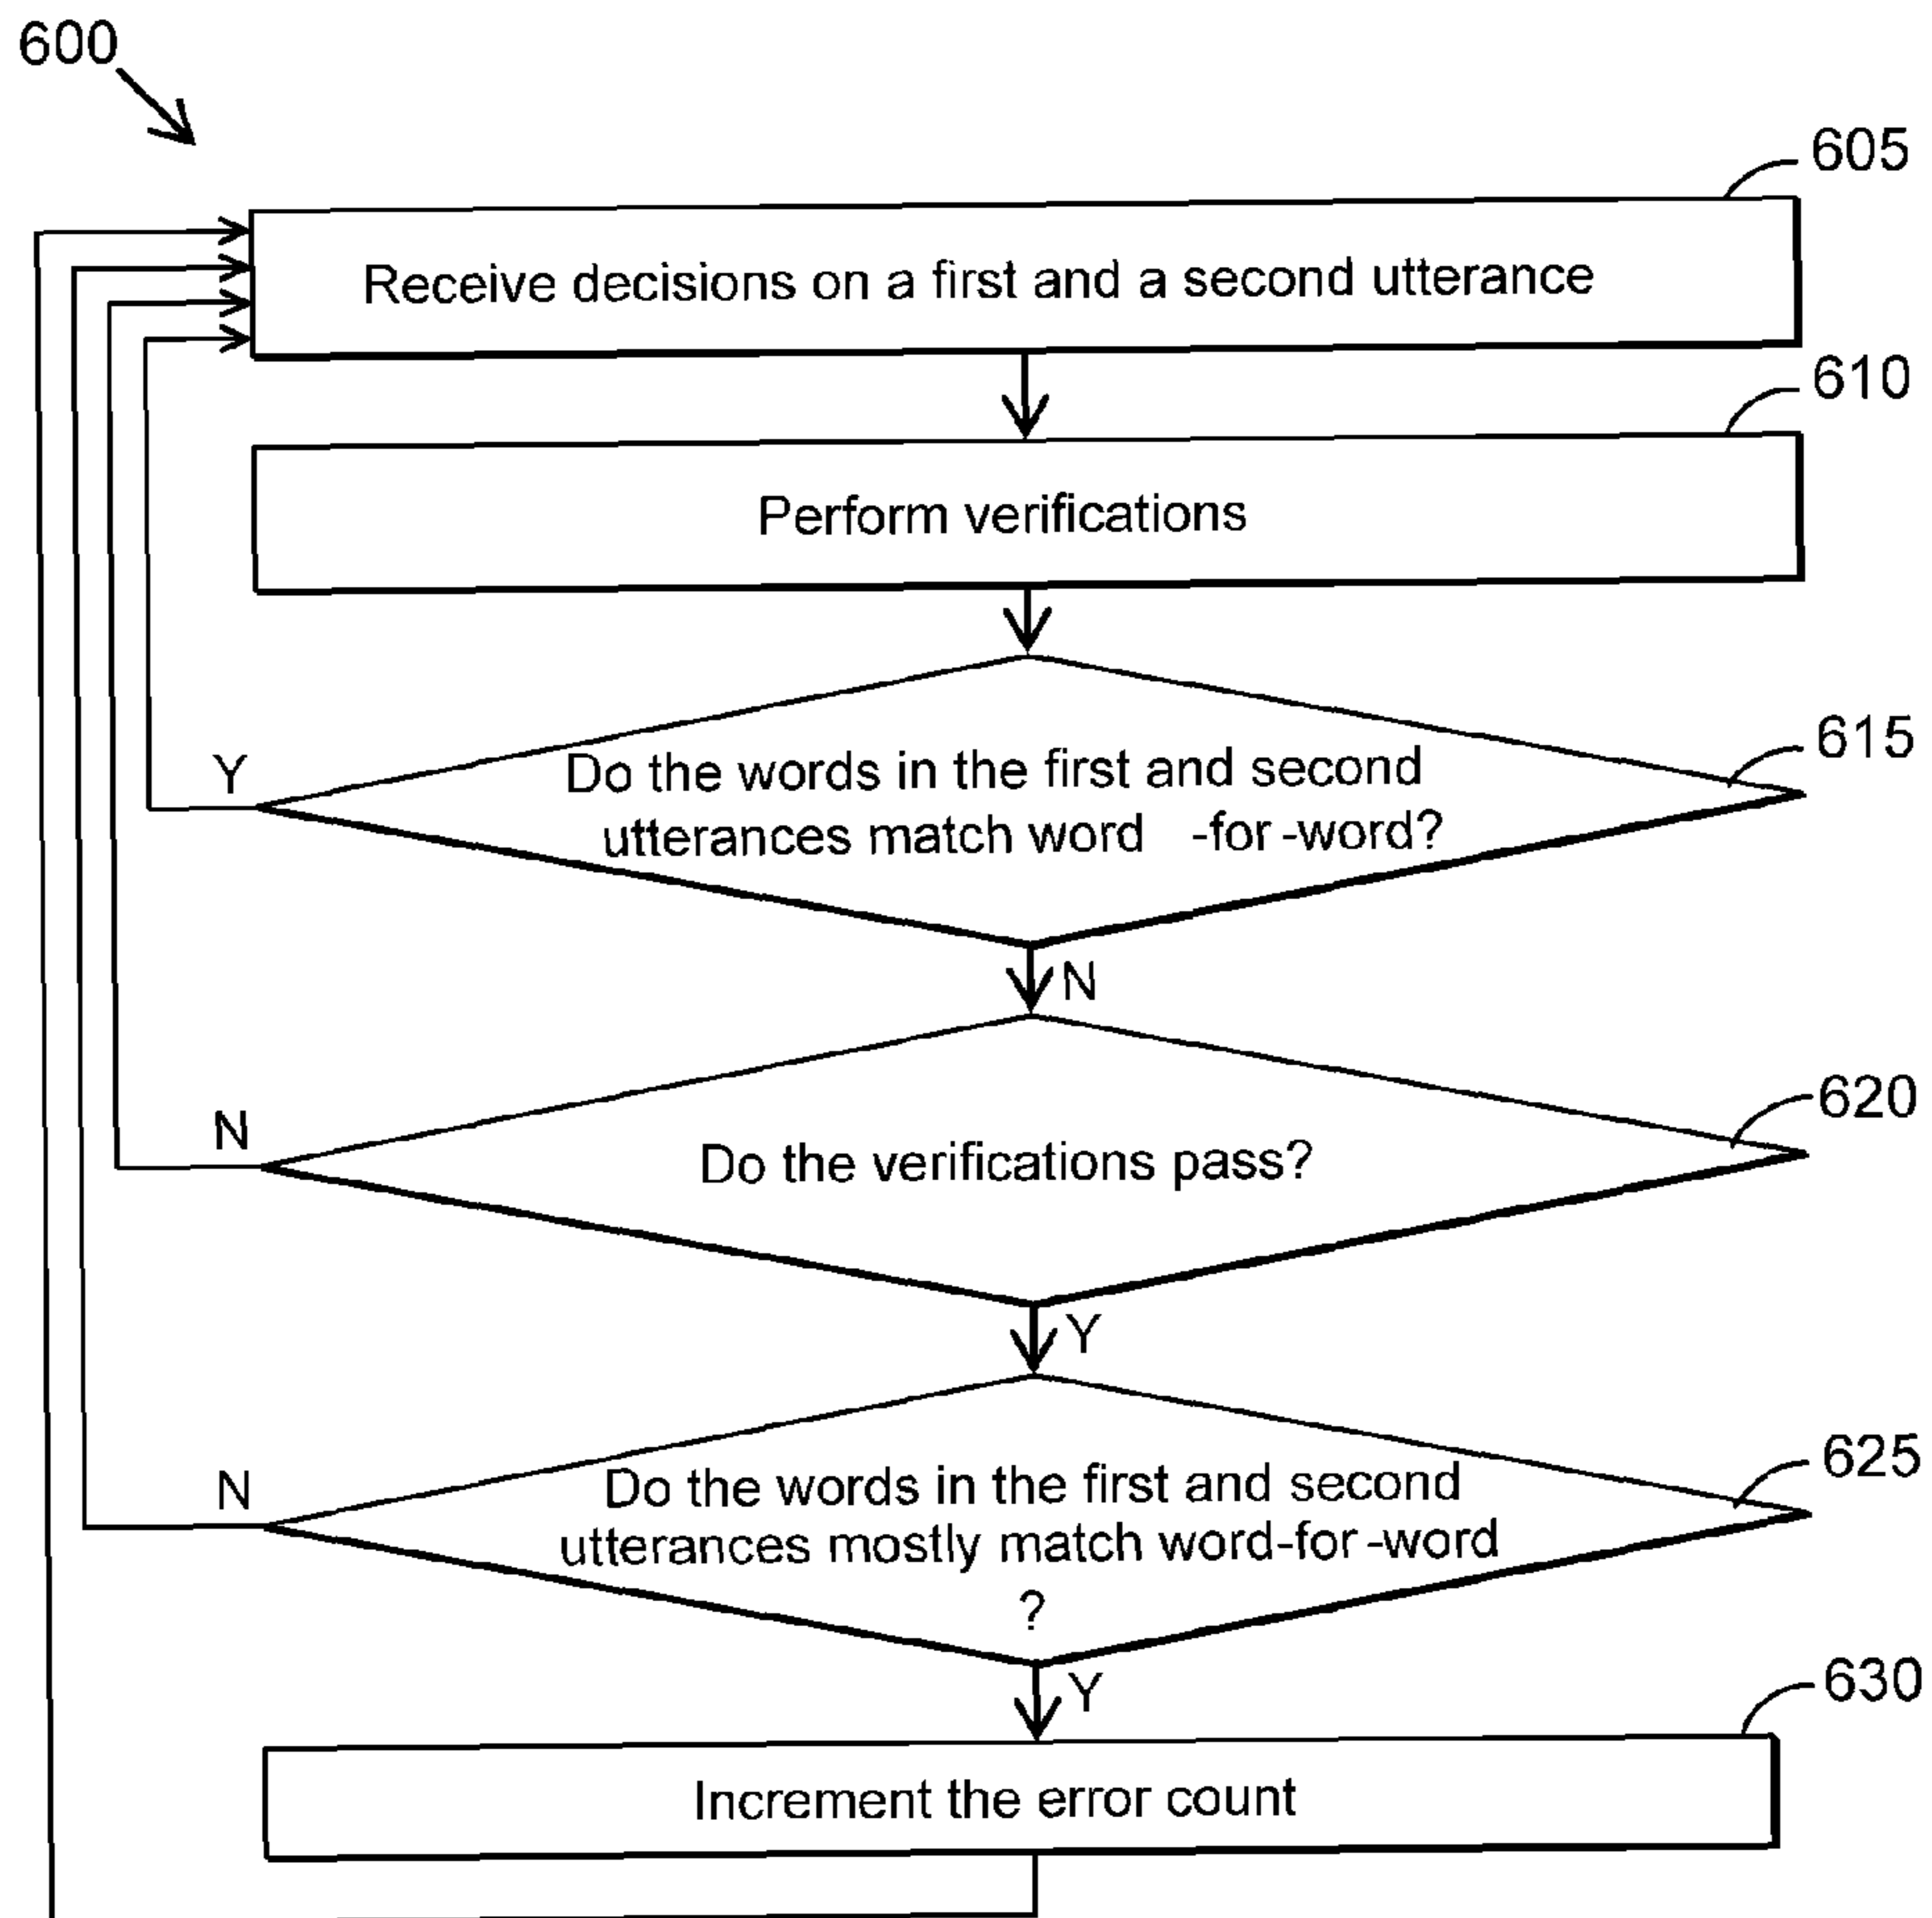 600
605
Receive decisions on a first and a second utterance
610
Perform verifications
615
Y
Do the words in the first and second
utterances match word -for -word?
N
620
N
Do the verifications pass?
Y
625
N
Do the words in the first and second
utterances mostly match word-for -word
?
Y
630
Increment the error count